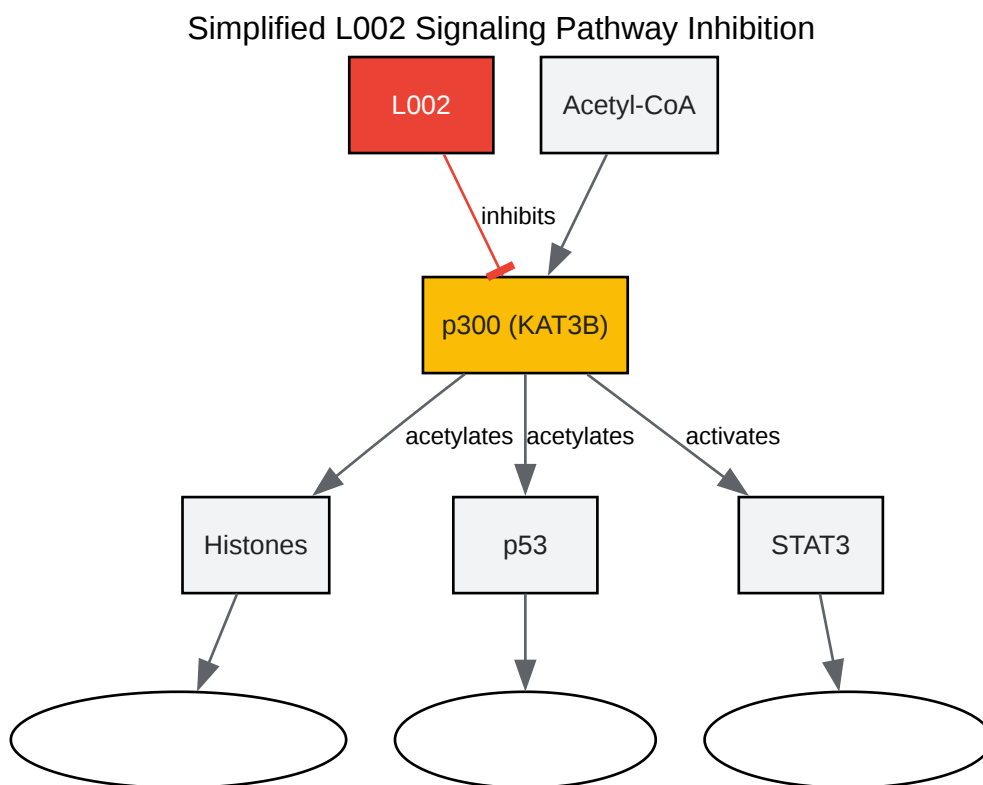 Simplified L002 Signaling Pathway Inhibition
L002
Acetyl-CoA
inhibits
p300 (KAT3B)
acetylates
acetylates
activates
Histones
p53
STAT3